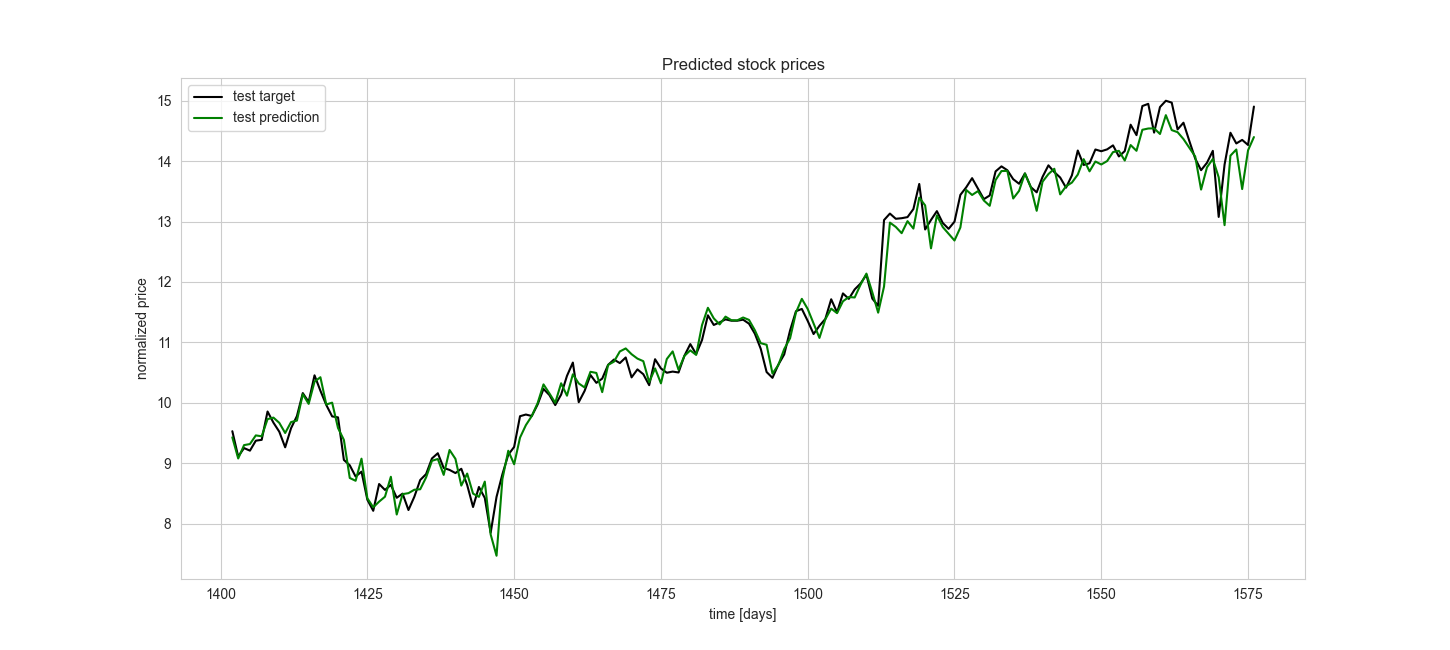 Predicted stock prices
test target
test prediction
normalized price
15
14
13
12
11
10
9
8
1400 1425 1450 1475 1500 1525 1550 1575
time [days]